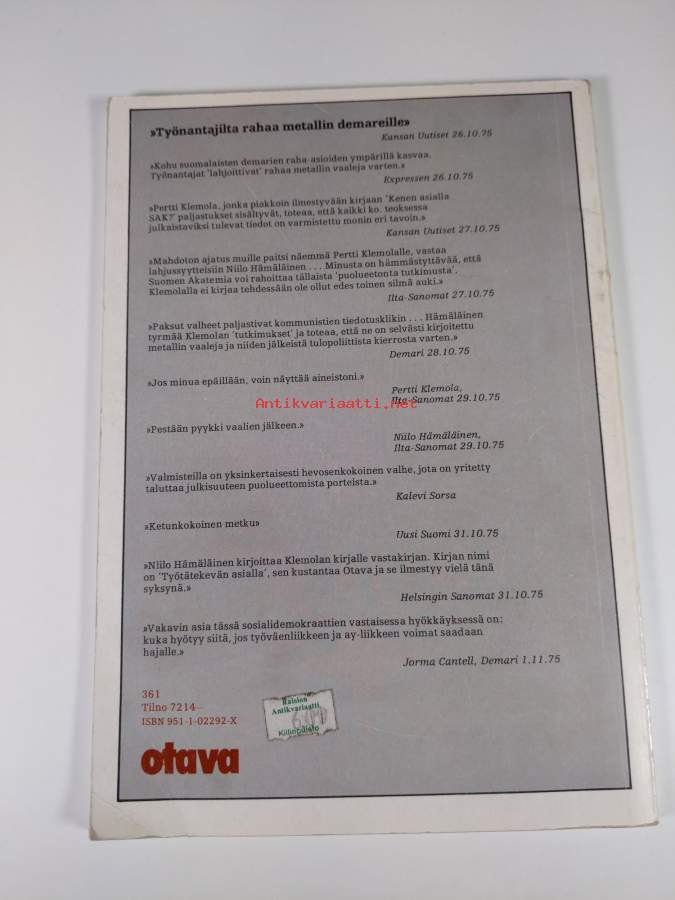 »Työnantajilta rahaa metallin demareille»
Kansan Uutiset 26.10.75
»Kohu suomalaisten demarien raha-asioiden ympärillä kasvaa.
Työnantajat 'lahjoittivat' rahaa metallin vaaleja varten.»
Expressen 26.10.75
»Pertti Klemola, jonka piakkoin ilmestyvään kirjaan 'Kenen asialla
SAK?' paljastukset sisältyvät, toteaa, että kaikki ko. teoksessa
julkaistaviksi tulevat tiedot on varmistettu monin eri tavoin.»
Kansan Uutiset 27.10.75
»Mahdoton ajatus muille paitsi näemmä Pertti Klemolalle, vastaa
lahjussyytteisiin Niilo Hämäläinen . . . Minusta on hämmästyttävää, että
Suomen Akatemia voi rahoittaa tällaista 'puolueetonta tutkimusta'.
Klemolalla ei kirjaa tehdessään ole ollut edes toinen silmä auki.»
Ilta-Sanomat 27.10.75
»Paksut valheet paljastivat kommunistien tiedotusklikin . . . Hämäläinen
tyrmää Klemolan 'tutkimukset' ja toteaa, että ne on selvästi kirjoitettu
metallin vaaleja ja niiden jälkeistä tulopoliittista kierrosta varten.»
Demari 28.10.75
»Jos minua epäillään, voin näyttää aineistoni.»
Pertti Klemola,
Ilta-Sanomat 29.10.75
Antikvariaatti.net
»Pestään pyykki vaalien jälkeen.»
Niilo Hämäläinen,
Ilta-Sanomat 29.10.75
»Valmisteilla on yksinkertaisesti hevosenkokoinen valhe, jota on yritetty
taluttaa julkisuuteen puolueettomista porteista.»
Kalevi Sorsa
»Ketunkokoinen metku»
Uusi Suomi 31.10.75
»Niilo Hämäläinen kirjoittaa Klemolan kirjalle vastakirjan. Kirjan nimi
on 'Työtätekevän asialla', sen kustantaa Otava ja se ilmestyy vielä tänä
syksynä.»
Helsingin Sanomat 31.10.75
»Vakavin asia tässä sosialidemokraattien vastaisessa hyökkäyksessä on:
kuka hyötyy siitä, jos työväenliikkeen ja ay-liikkeen voimat saadaan
hajalle.»
Jorma Cantell, Demari 1.11.75
361
Tilno 7214—
ISBN 951-1-02292-X
Raision
Antikvariaatti
Killinpuisto
otava